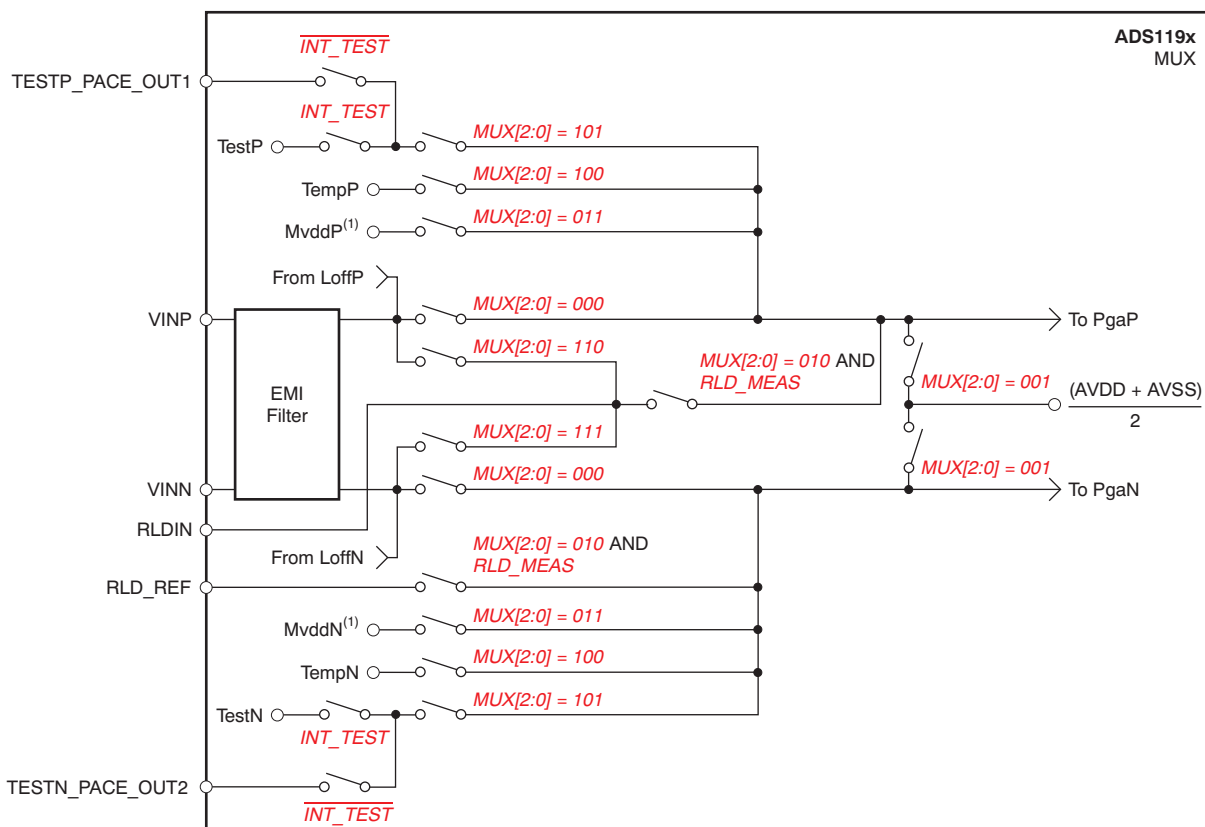 INT_TEST
ADS119x
MUX
TESTP_PACE_OUT1
INT_TEST
TestP
MUX[2:0] = 101
TempP
MUX[2:0] = 100
MvddP(1)
MUX[2:0] = 011
From LoffP
VINP
MUX[2:0] = 000
To PgaP
MUX[2:0] = 110
MUX[2:0] = 010 AND
RLD_MEAS
EMI
Filter
MUX[2:0] = 001
(AVDD + AVSS)
2
MUX[2:0] = 111
VINN
MUX[2:0] = 000
MUX[2:0] = 001
To PgaN
RLDIN
From LoffN
MUX[2:0] = 010 AND
RLD_MEAS
RLD_REF
MvddN(1)
MUX[2:0] = 011
TempN
MUX[2:0] = 100
TestN
MUX[2:0] = 101
INT_TEST
TESTN_PACE_OUT2
INT_TEST